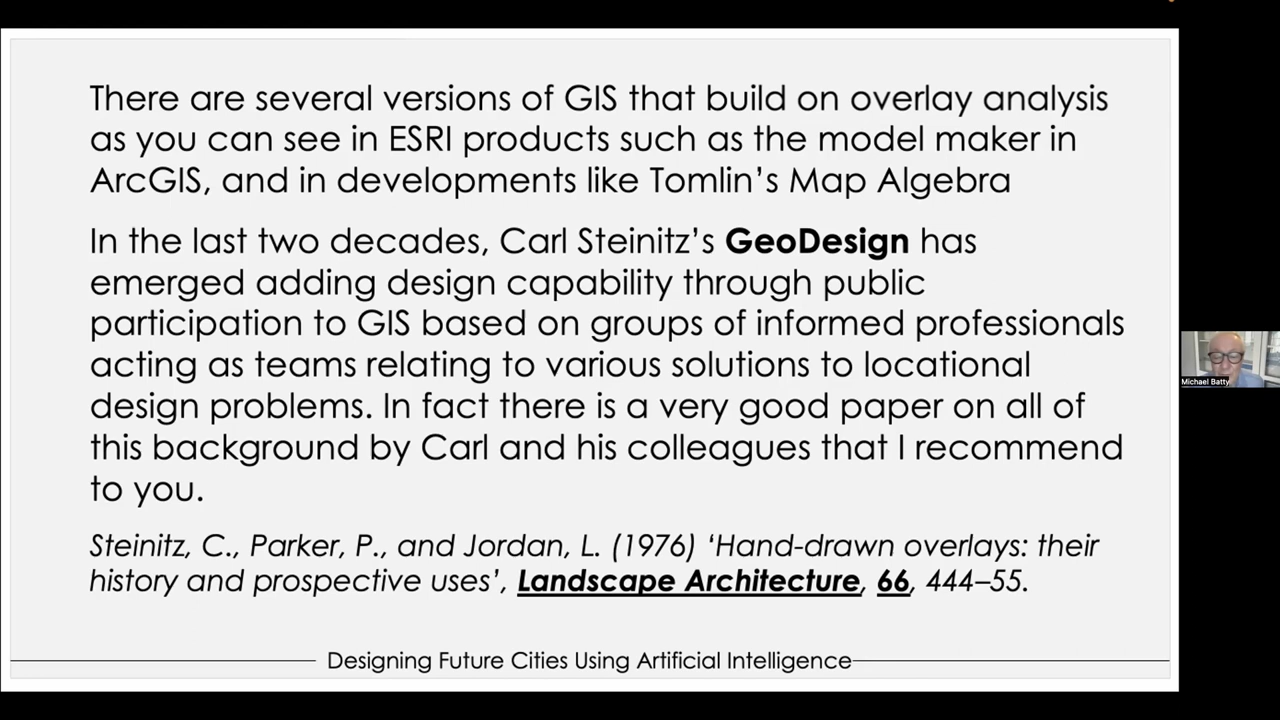 There are several versions of GIS that build on overlay analysis
as you can see in ESRI products such as the model maker in
ArcGIS, and in developments like Tomlin's Map Algebra
In the last two decades, Carl Steinitz's GeoDesign has
emerged adding design capability through public
participation to GIS based on groups of informed professionals
acting as teams relating to various solutions to locational
design problems. In fact there is a very good paper on all of
this background by Carl and his colleagues that I recommend
to you.
Steinitz, C., Parker, P., and Jordan, L. (1976) ‘Hand-drawn overlays: their
history and prospective uses’, Landscape Architecture, 66, 444–55.
Designing Future Cities Using Artificial Intelligence
Michael Batty